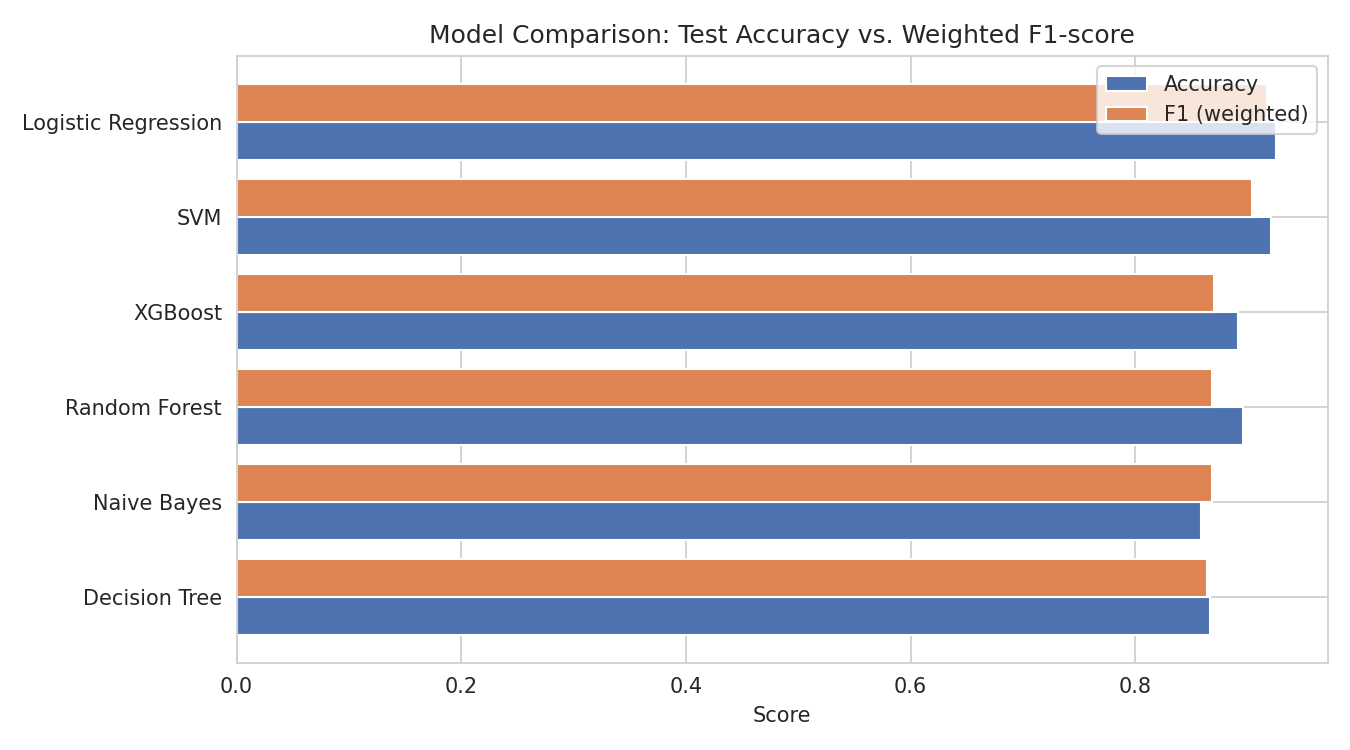 Model Comparison: Test Accuracy vs. Weighted F1-score
Accuracy
F1 (weighted)
Logistic Regression
SVM
XGBoost
Random Forest
Naive Bayes
Decision Tree
0.0 0.2 0.4 0.6 0.8
Score